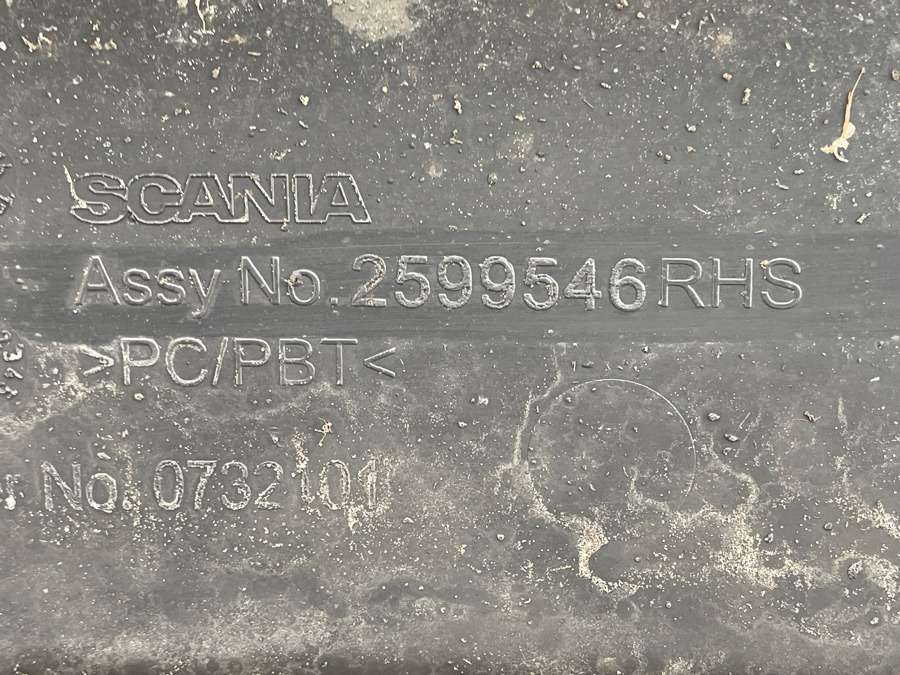 SCANIA
Assy No. 2599546 RHS
>PC/PBT<
No. 0732101